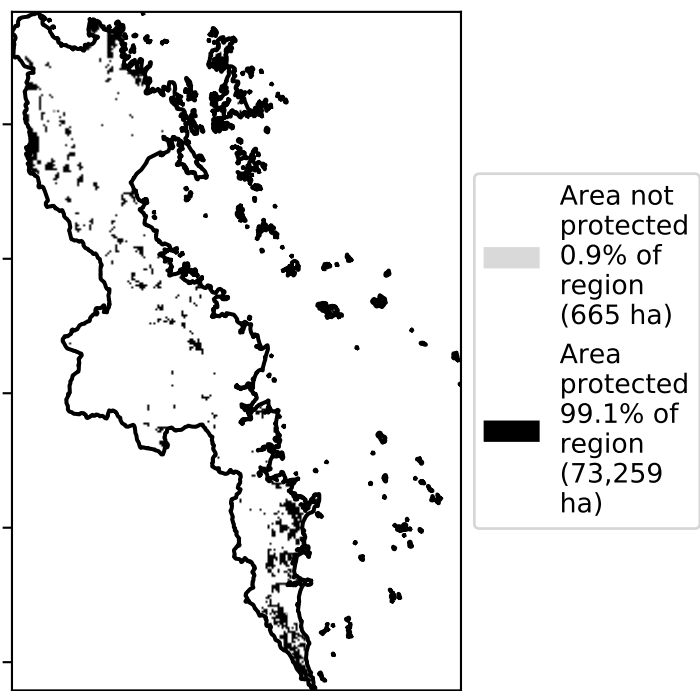 Area not
protected
0.9% of
region
(665 ha)
Area
protected
99.1% of
region
(73,259
ha)